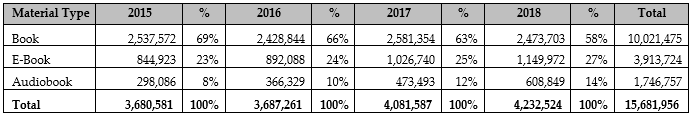 Material Type 2015 % 2016 % 2017 % 2018 % Total
Book 2,537,572 69% 2,428,844 66% 2,581,354 63% 2,473,703 58% 10,021,475
E-Book 844,923 23% 892,088 24% 1,026,740 25% 1,149,972 27% 3,913,724
Audiobook 298,086 8% 366,329 10% 473,493 12% 608,849 14% 1,746,757
Total 3,680,581 100% 3,687,261 100% 4,081,587 100% 4,232,524 100% 15,681,956